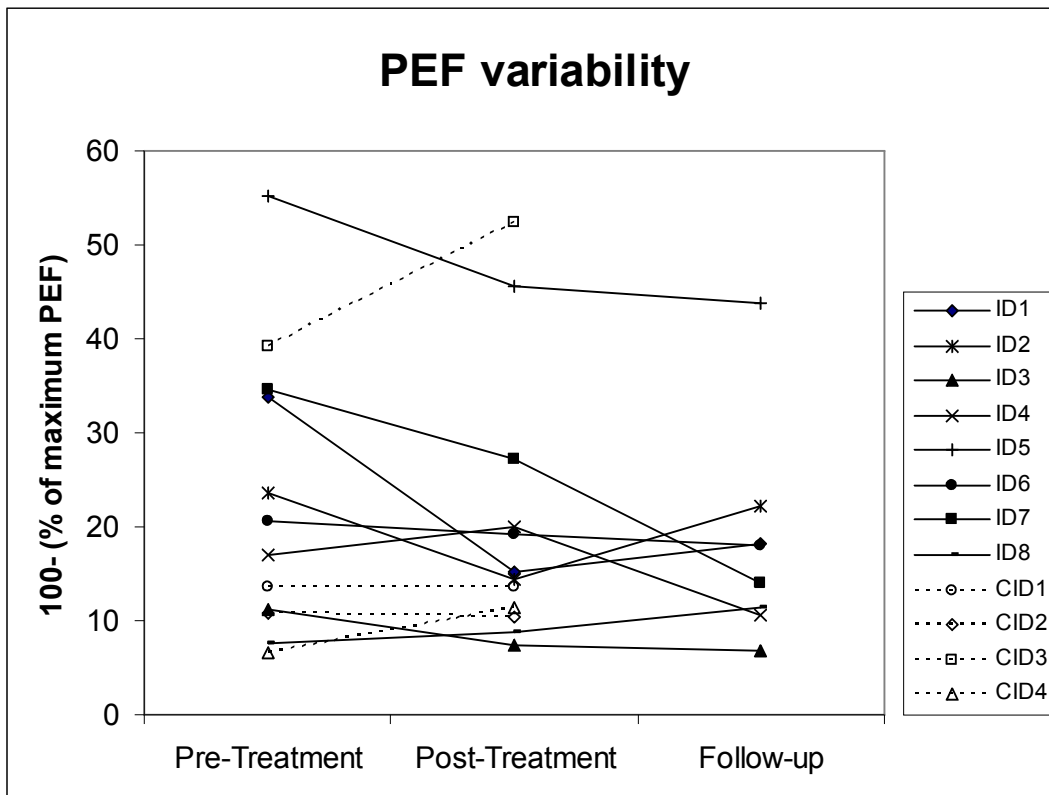 PEF variability
100- (% of maximum PEF)
60
50
40
30
20
10
0
Pre-Treatment
Post-Treatment
Follow-up
ID1
ID2
ID3
ID4
ID5
ID6
ID7
ID8
CID1
CID2
CID3
CID4